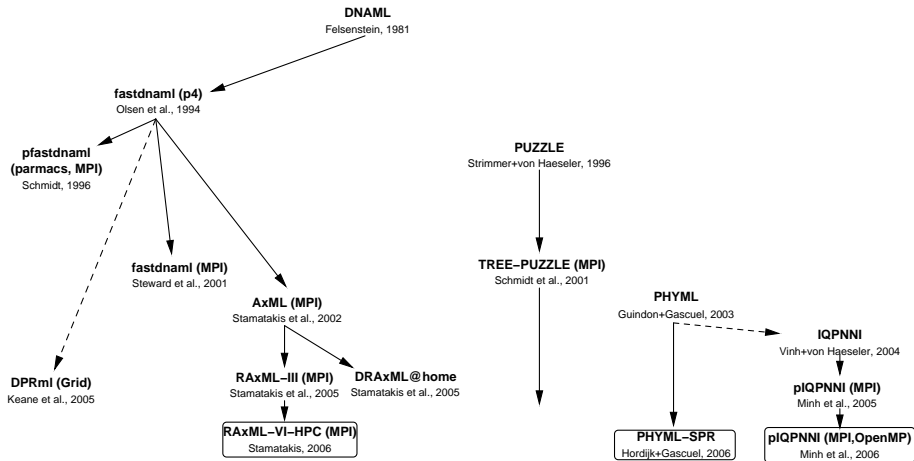 DNAML
Felsenstein, 1981
fastdnaml (p4)
Olsen et al., 1994
pfastdnaml
(parmacs, MPI)
Schmidt, 1996
PUZZLE
Strimmer+von Haeseler, 1996
fastdnaml (MPI)
Steward et al., 2001
TREE−PUZZLE (MPI)
Schmidt et al., 2001
AxML (MPI)
Stamatakis et al., 2002
PHYML
Guindon+Gascuel, 2003
IQPNNI
Vinh+von Haeseler, 2004
DPRml (Grid)
Keane et al., 2005
RAxML−III (MPI)
Stamatakis et al., 2005
DRAxML@home
Stamatakis et al., 2005
pIQPNNI (MPI)
Minh et al., 2005
RAxML−VI−HPC (MPI)
Stamatakis, 2006
PHYML−SPR
Hordijk+Gascuel, 2006
pIQPNNI (MPI,OpenMP)
Minh et al., 2006